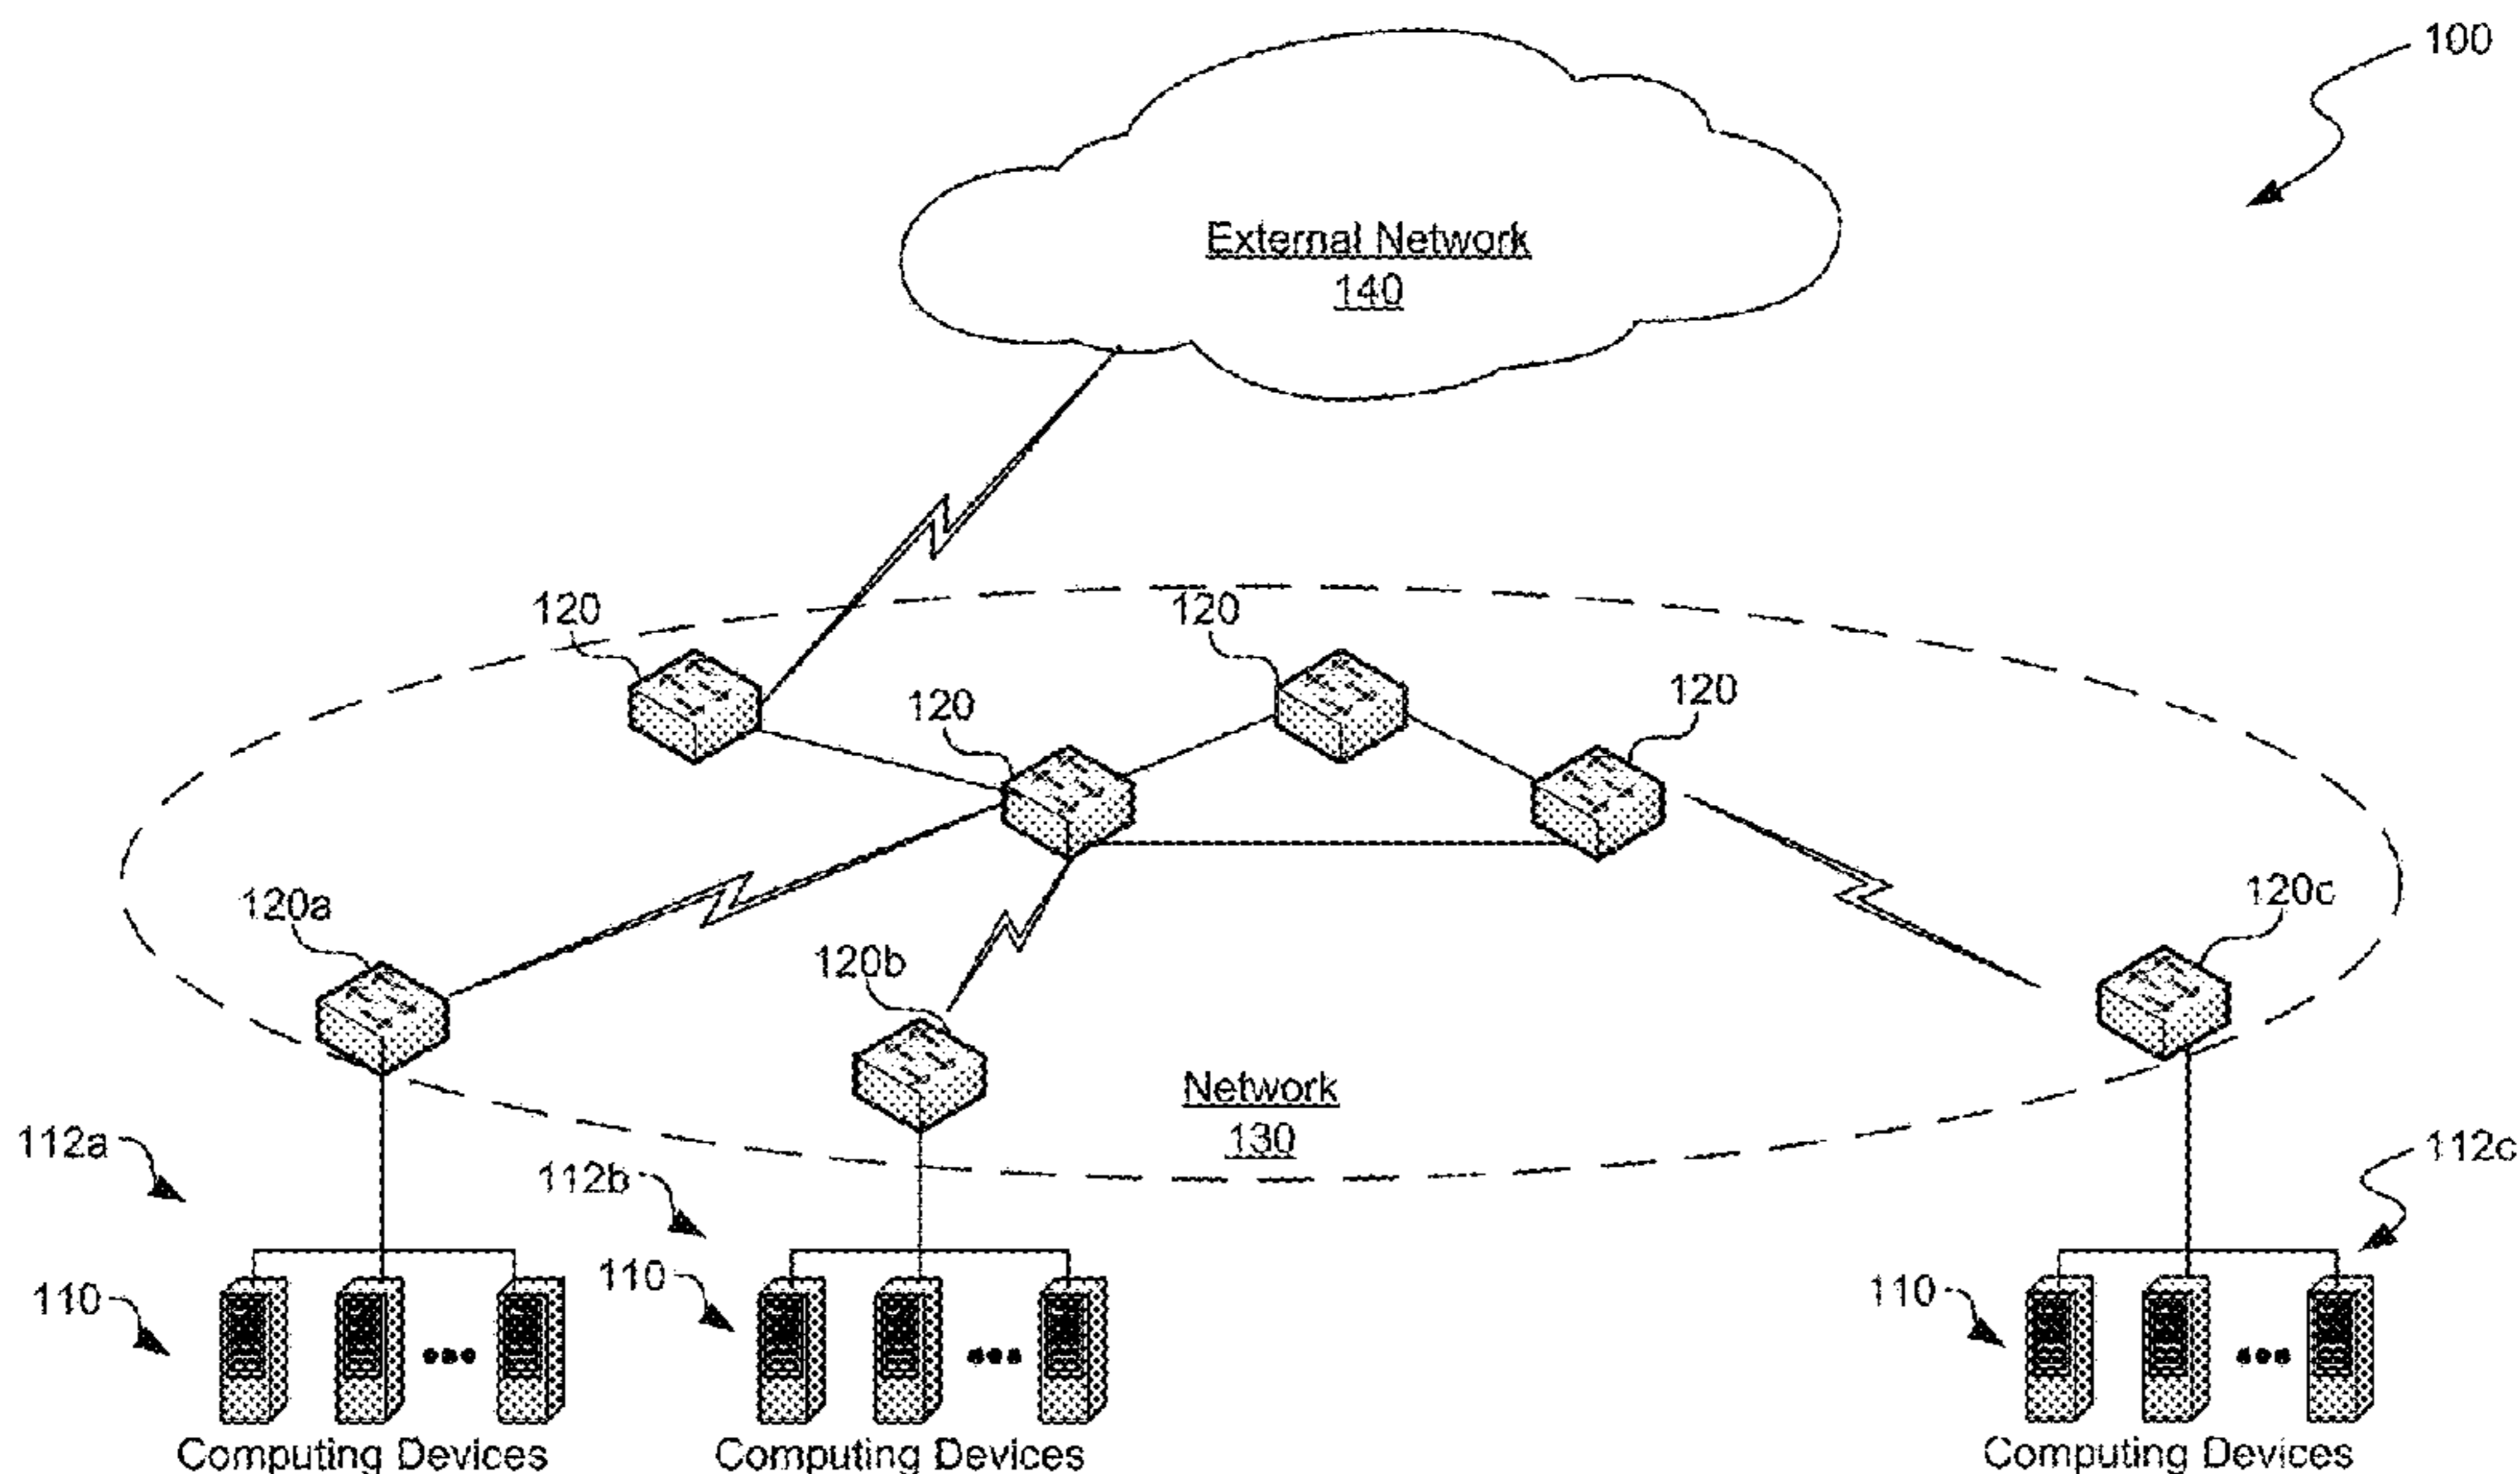 100
External Network
140
120
120
120
120
120a
120b
120c
Network
130
112a
112b
112c
110
110
110
Computing Devices
Computing Devices
Computing Devices